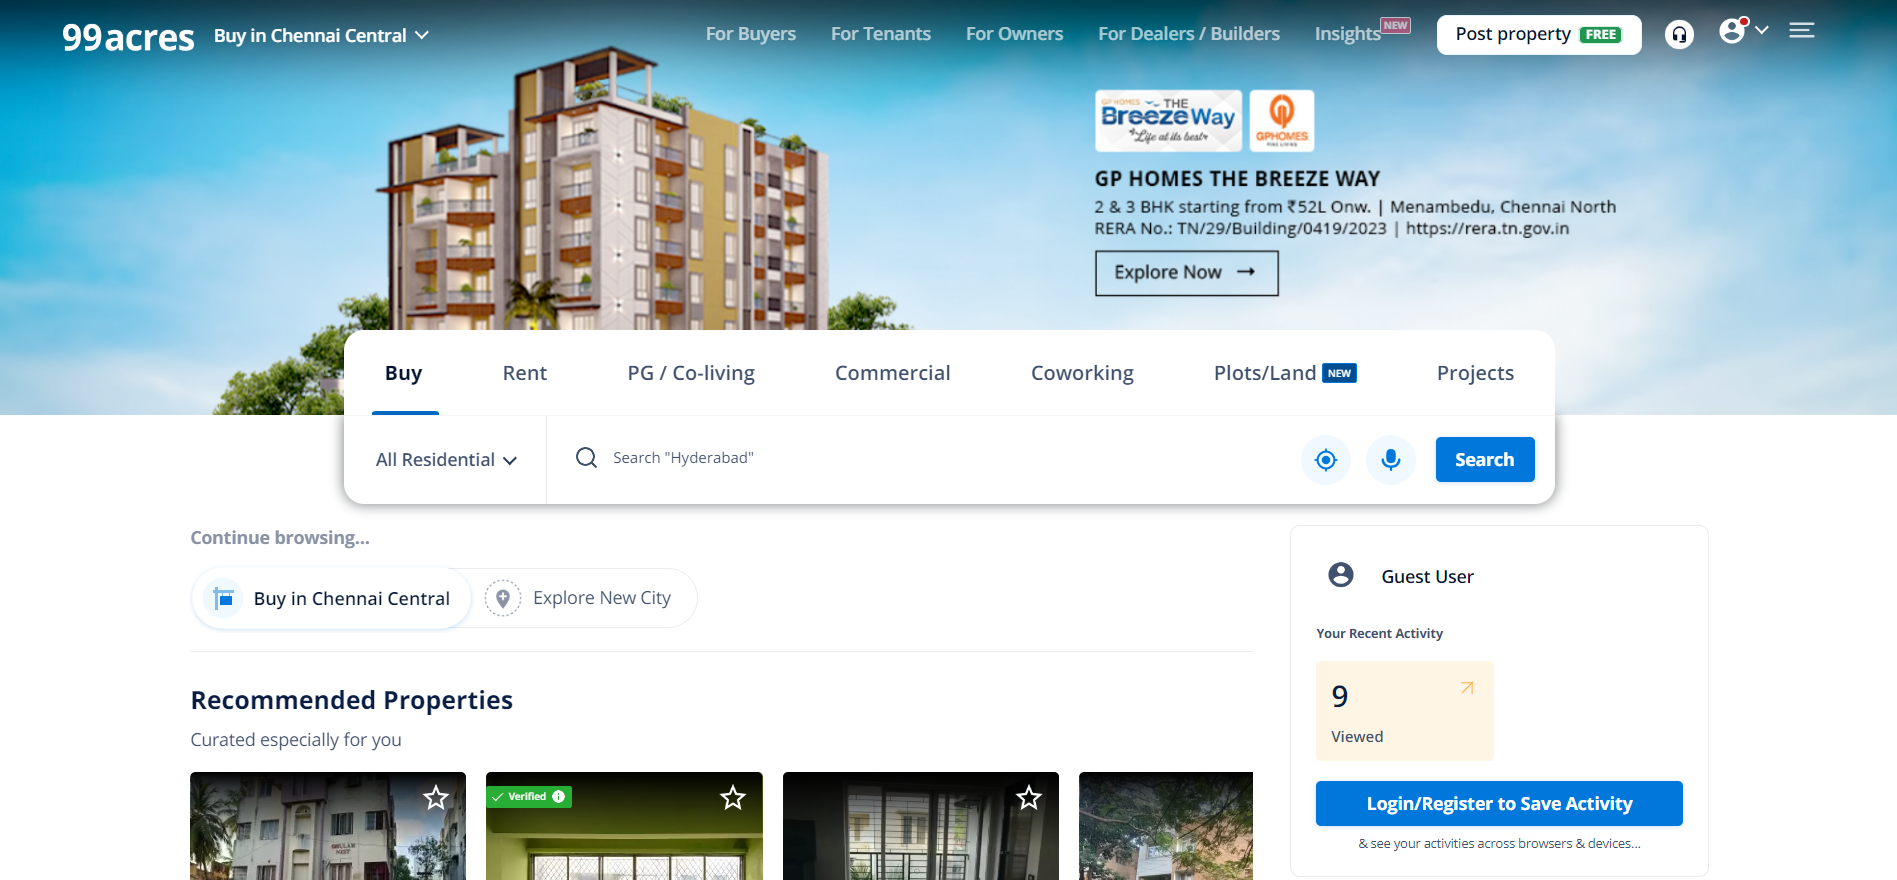 99acres
Buy in Chennai Central
For Buyers
For Tenants
For Owners
For Dealers / Builders
Insights NEW
Post property FREE
GP HOMES THE
BreezeWay
Life at its best
GPHOMES
GP HOMES THE BREEZE WAY
2 & 3 BHK starting from ₹52L Onw. | Menambedu, Chennai North
RERA No.: TN/29/Building/0419/2023 | https://rera.tn.gov.in
Explore Now
Buy
Rent
PG / Co-living
Commercial
Coworking
Plots/Land NEW
Projects
All Residential
Search "Hyderabad"
Search
Continue browsing...
Buy in Chennai Central
Explore New City
Guest User
Your Recent Activity
9
Viewed
Login/Register to Save Activity
& see your activities across browsers & devices...
Recommended Properties
Curated especially for you
Verified